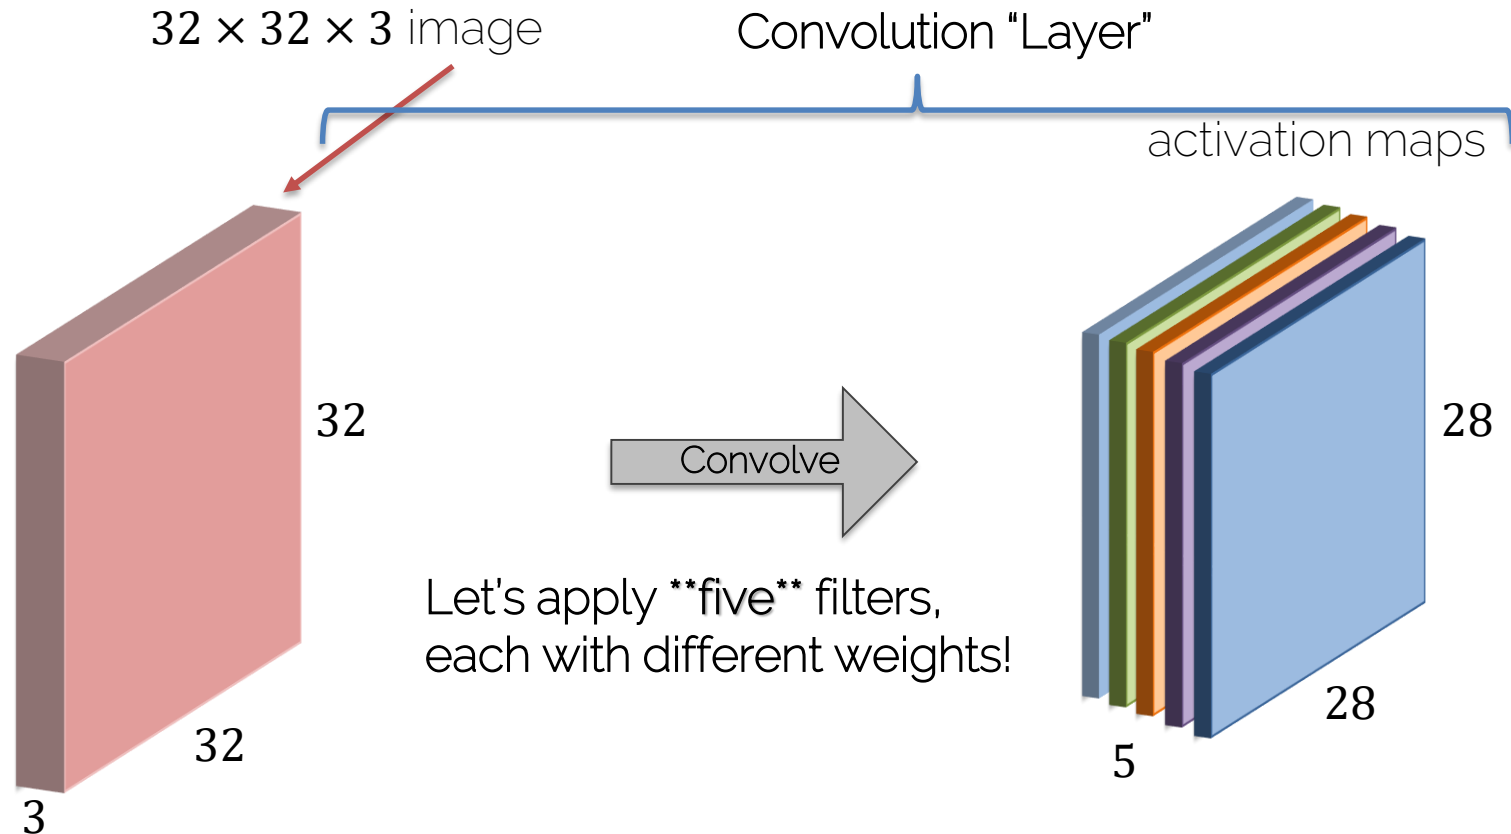 32 × 32 × 3 image
Convolution “Layer”
activation maps
32
32
3
Convolve
Let's apply **five** filters,
each with different weights!
28
28
5